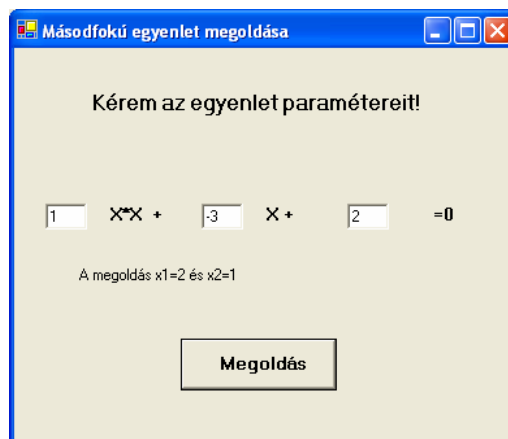 Másodfokú egyenlet megoldása
Kérem az egyenlet paramétereit!
1 X*X + -3 X + 2 =0
A megoldás x1=2 és x2=1
Megoldás